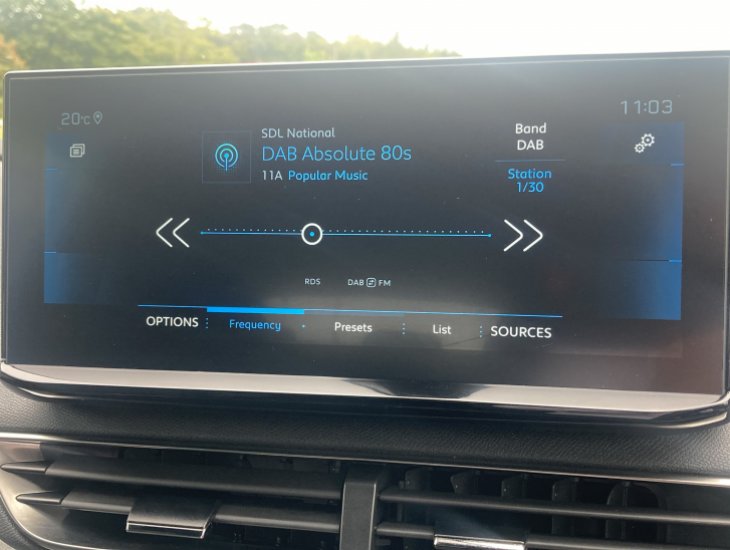 20°C
11:03
SDL National
DAB Absolute 80s
11A Popular Music
Band
DAB
Station
1/30
RDS
DAB FM
OPTIONS
Frequency
Presets
List
SOURCES